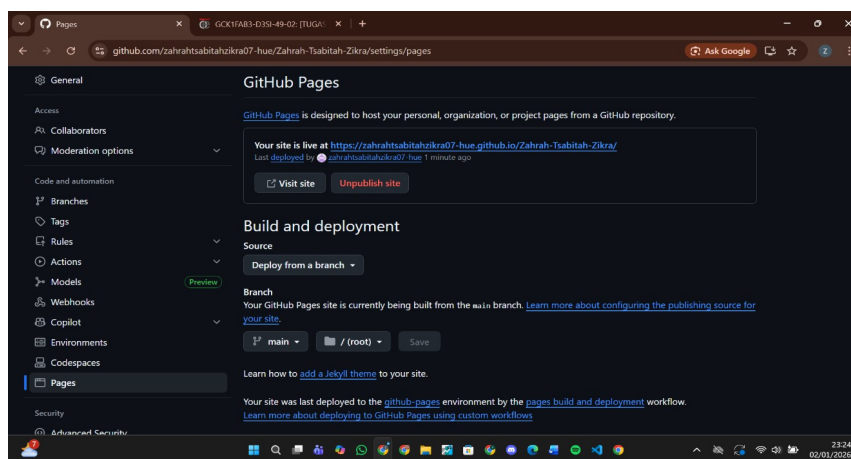 Pages
GCK1FAB3-D3SI-49-02: [TUGAS
github.com/zahrahtsabitahzikra07-hue/Zahrah-Tsabitah-Zikra/settings/pages
Ask Google
Z
General
Access
Collaborators
Moderation options
Code and automation
Branches
Tags
Rules
Actions
Models
Preview
Webhooks
Copilot
Environments
Codespaces
Pages
Security
Advanced Security
GitHub Pages
GitHub Pages is designed to host your personal, organization, or project pages from a GitHub repository.
Your site is live at https://zahrahtsabitahzikra07-hue.github.io/Zahrah-Tsabitah-Zikra/
Last deployed by zahrahtsabitahzikra07-hue 1 minute ago
Visit site
Unpublish site
Build and deployment
Source
Deploy from a branch
Branch
Your GitHub Pages site is currently being built from the main branch. Learn more about configuring the publishing source for
your site.
main
/ (root)
Save
Learn how to add a Jekyll theme to your site.
Your site was last deployed to the github-pages environment by the pages build and deployment workflow.
Learn more about deploying to GitHub Pages using custom workflows
23:24
02/01/2026